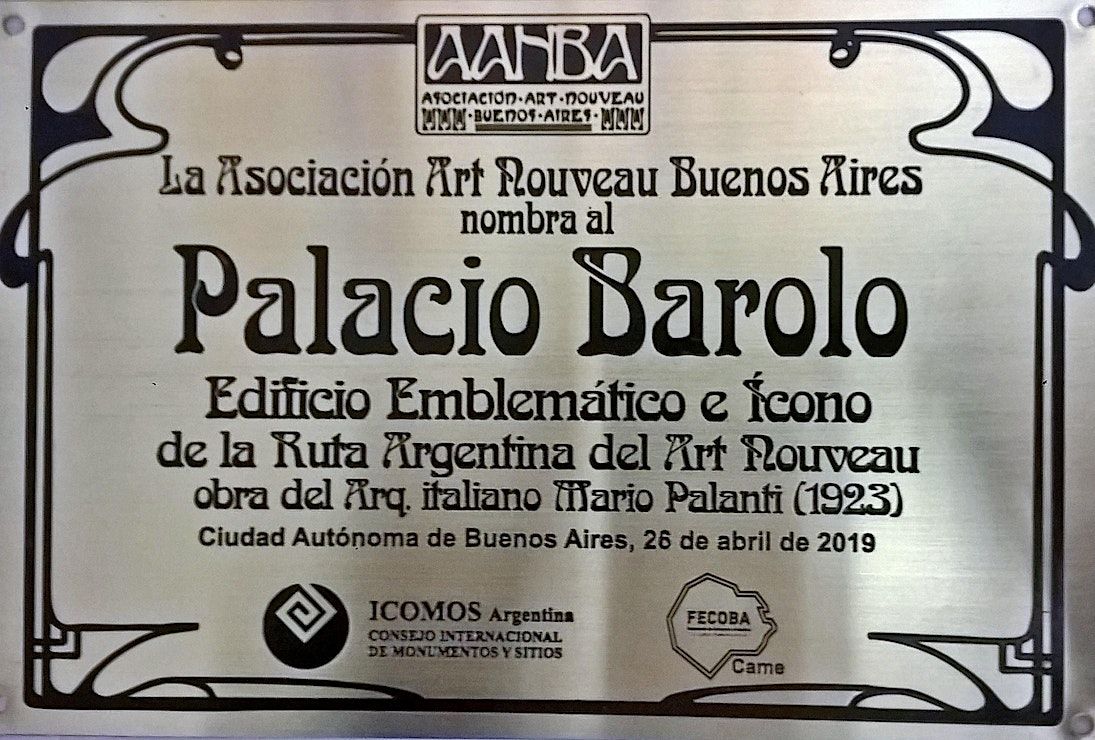 AANBA
ASOCIACIÓN·ART·NOUVEAU
·BUENOS·AIRES·
La Asociación Art Nouveau Buenos Aires
nombra al
Palacio Barolo
Edificio Emblemático e Ícono
de la Ruta Argentina del Art Nouveau
obra del Arq. italiano Mario Palanti (1923)
Ciudad Autónoma de Buenos Aires, 26 de abril de 2019
ICOMOS Argentina
CONSEJO INTERNACIONAL
DE MONUMENTOS Y SITIOS
FECOBA
Came